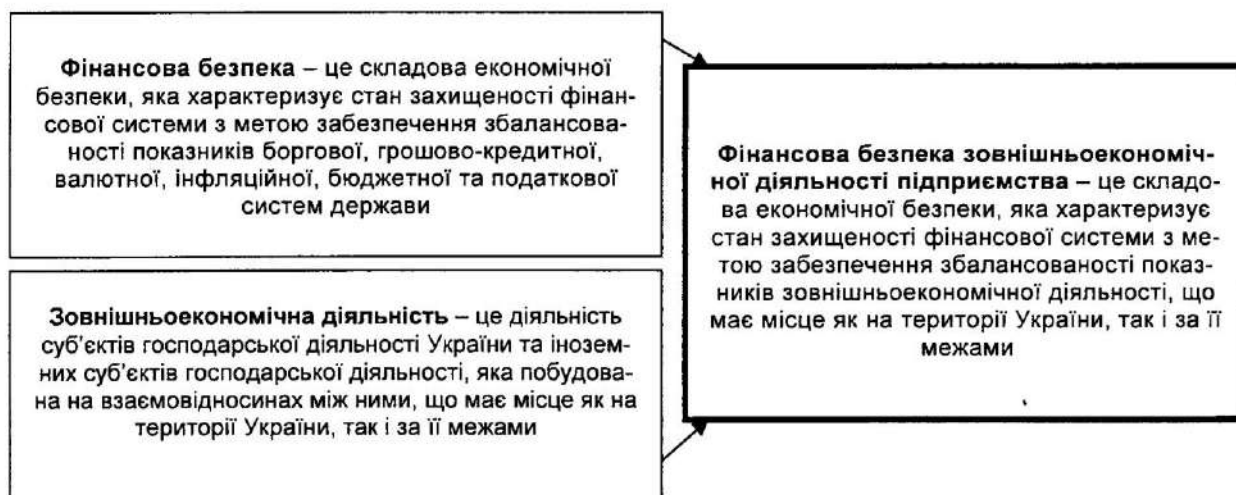 Фінансова безпека – це складова економічної
безпеки, яка характеризує стан захищеності фінан-
сової системи з метою забезпечення збалансова-
ності показників боргової, грошово-кредитної,
валютної, інфляційної, бюджетної та податкової
систем держави
Зовнішньоекономічна діяльність – це діяльність
суб'єктів господарської діяльності України та інозем-
них суб'єктів господарської діяльності, яка побудова-
на на взаємовідносинах між ними, що має місце як на
території України, так і за її межами
Фінансова безпека зовнішньоекономіч-
ної діяльності підприємства – це складо-
ва економічної безпеки, яка характеризує
стан захищеності фінансової системи з ме-
тою забезпечення збалансованості показ-
ників зовнішньоекономічної діяльності, що
має місце як на території України, так і за її
межами